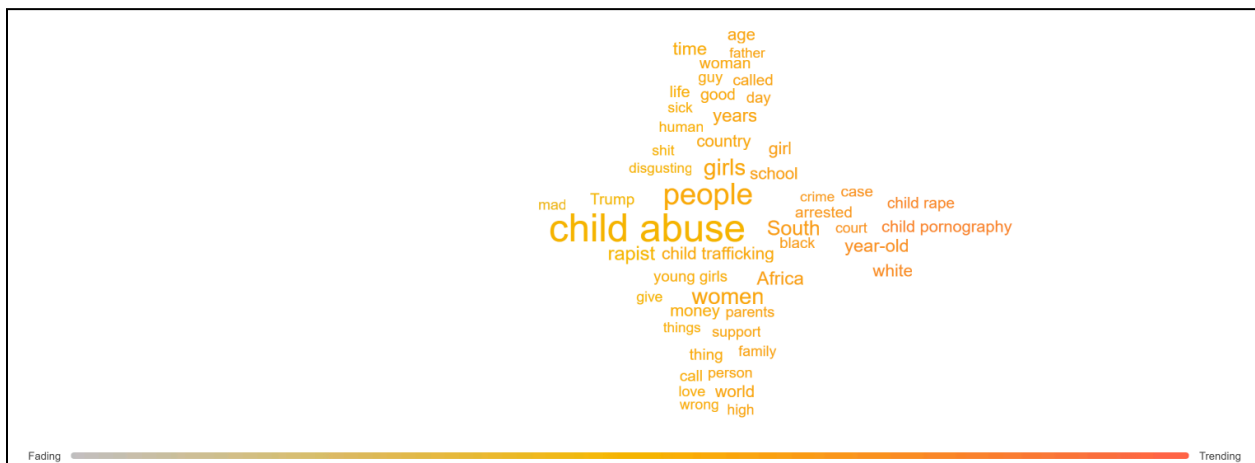 age
time father
woman
guy called
life good day
sick years
human
country
shit girl
disgusting girls school
people crime case
mad Trump child rape
arrested
child abuse South court child pornography
black year-old
rapist child trafficking
white
young girls Africa
give women
money parents
things support
thing family
call person
love world
wrong high
Fading Trending